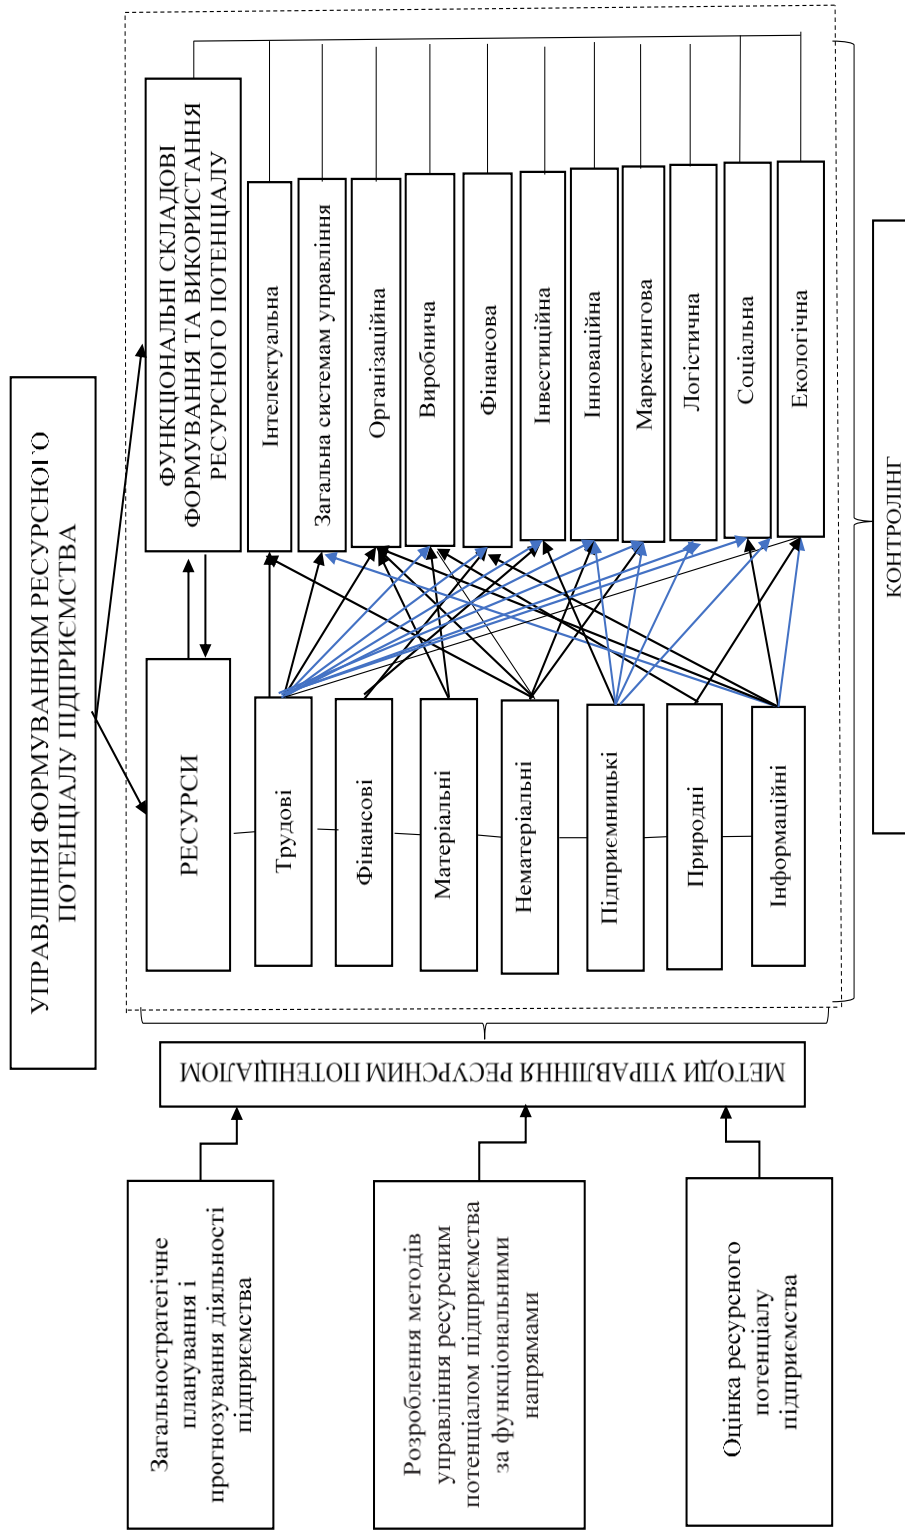 УПРАВЛІННЯ ФОРМУВАННЯМ РЕСУРСНОГО
ПОТЕНЦІАЛУ ПІДПРИЄМСТВА
РЕСУРСИ
Трудові
Фінансові
Матеріальні
Нематеріальні
Підприємницькі
Природні
Інформаційні
ФУНКЦІОНАЛЬНІ СКЛАДОВІ
ФОРМУВАННЯ ТА ВИКОРИСТАННЯ
РЕСУРСНОГО ПОТЕНЦІАЛУ
Інтелектуальна
Загальна системам управління
Організаційна
Виробнича
Фінансова
Інвестиційна
Інноваційна
Маркетингова
Логістична
Соціальна
Екологічна
МЕТОДИ УПРАВЛІННЯ РЕСУРСНИМ ПОТЕНЦІАЛОМ
Загальностратегічне
планування і
прогнозування діяльності
підприємства
Розроблення методів
управління ресурсним
потенціалом підприємства
за функціональними
напрямами
Оцінка ресурсного
потенціалу
підприємства
КОНТРОЛІНГ